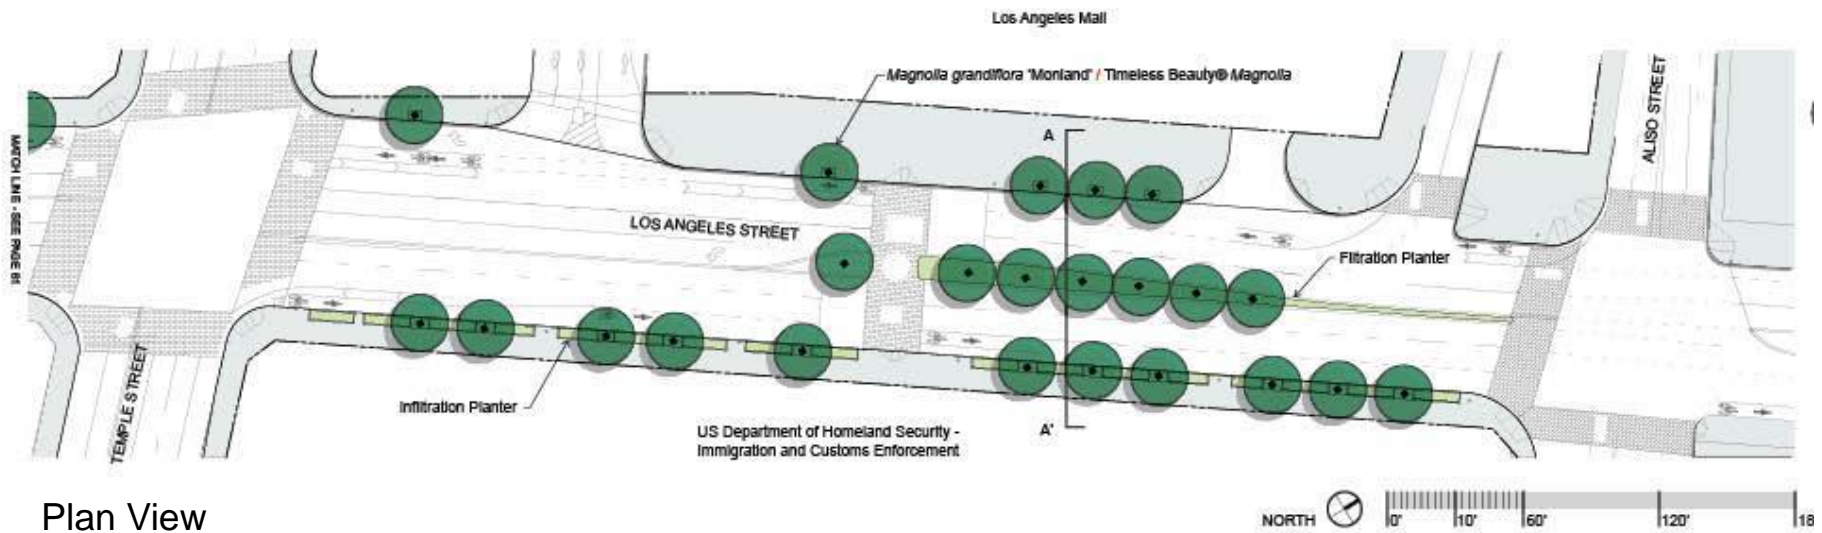 Los Angeles Mall
Magnolia grandiflora 'Monland' / Timeless Beauty® Magnolia
ALISO STREET
A
MATCH LINE - SEE PAGE 61
LOS ANGELES STREET
Filtration Planter
TEMPLE STREET
Infiltration Planter
US Department of Homeland Security -
Immigration and Customs Enforcement
A'
Plan View
NORTH
0' 10' 60' 120' 18